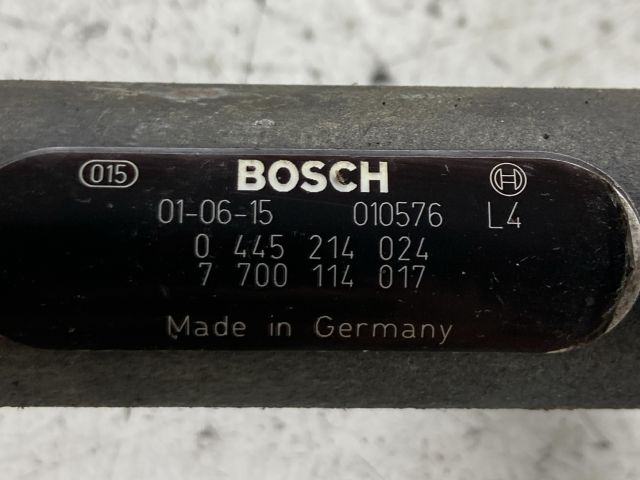 015 BOSCH H
01-06-15 010576 L4
0 445 214 024
7 700 114 017
Made in Germany